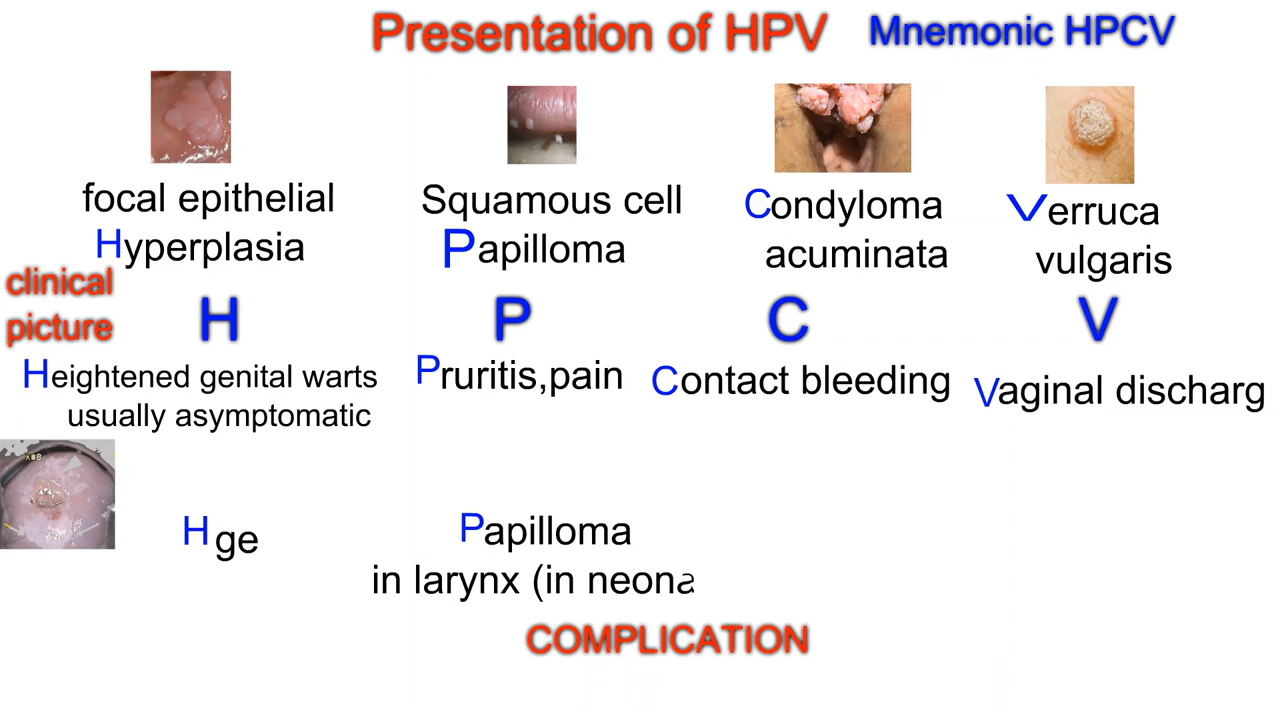 Presentation of HPV
Mnemonic HPCV
focal epithelial
Hyperplasia
Squamous cell
Papilloma
Condyloma
acuminata
Verruca
vulgaris
clinical
picture
H
P
C
V
Heightened genital warts
usually asymptomatic
Pruritis,pain
Contact bleeding
Vaginal discharg
H ge
Papilloma
in larynx (in neona
COMPLICATION